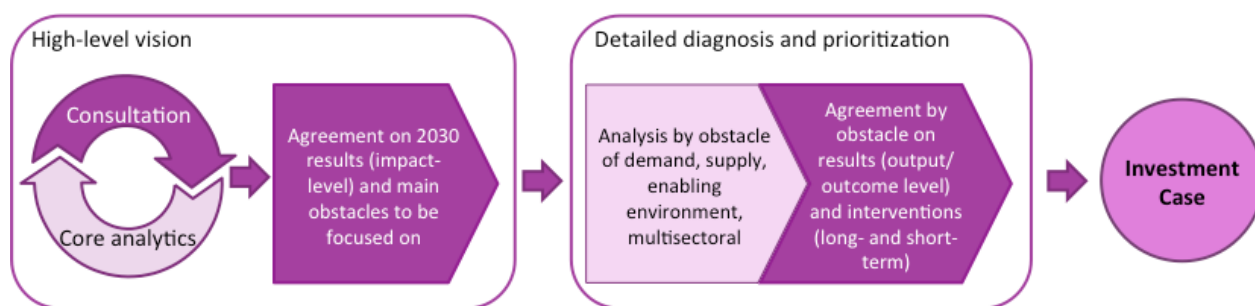 High-level vision
Consultation
Core analytics
Agreement on 2030
results (impact-
level) and main
obstacles to be
focused on
Detailed diagnosis and prioritization
Analysis by obstacle
of demand, supply,
enabling
environment,
multisectoral
Agreement by
obstacle on
results (output/
outcome level)
and interventions
(long- and short-
term)
Investment
Case